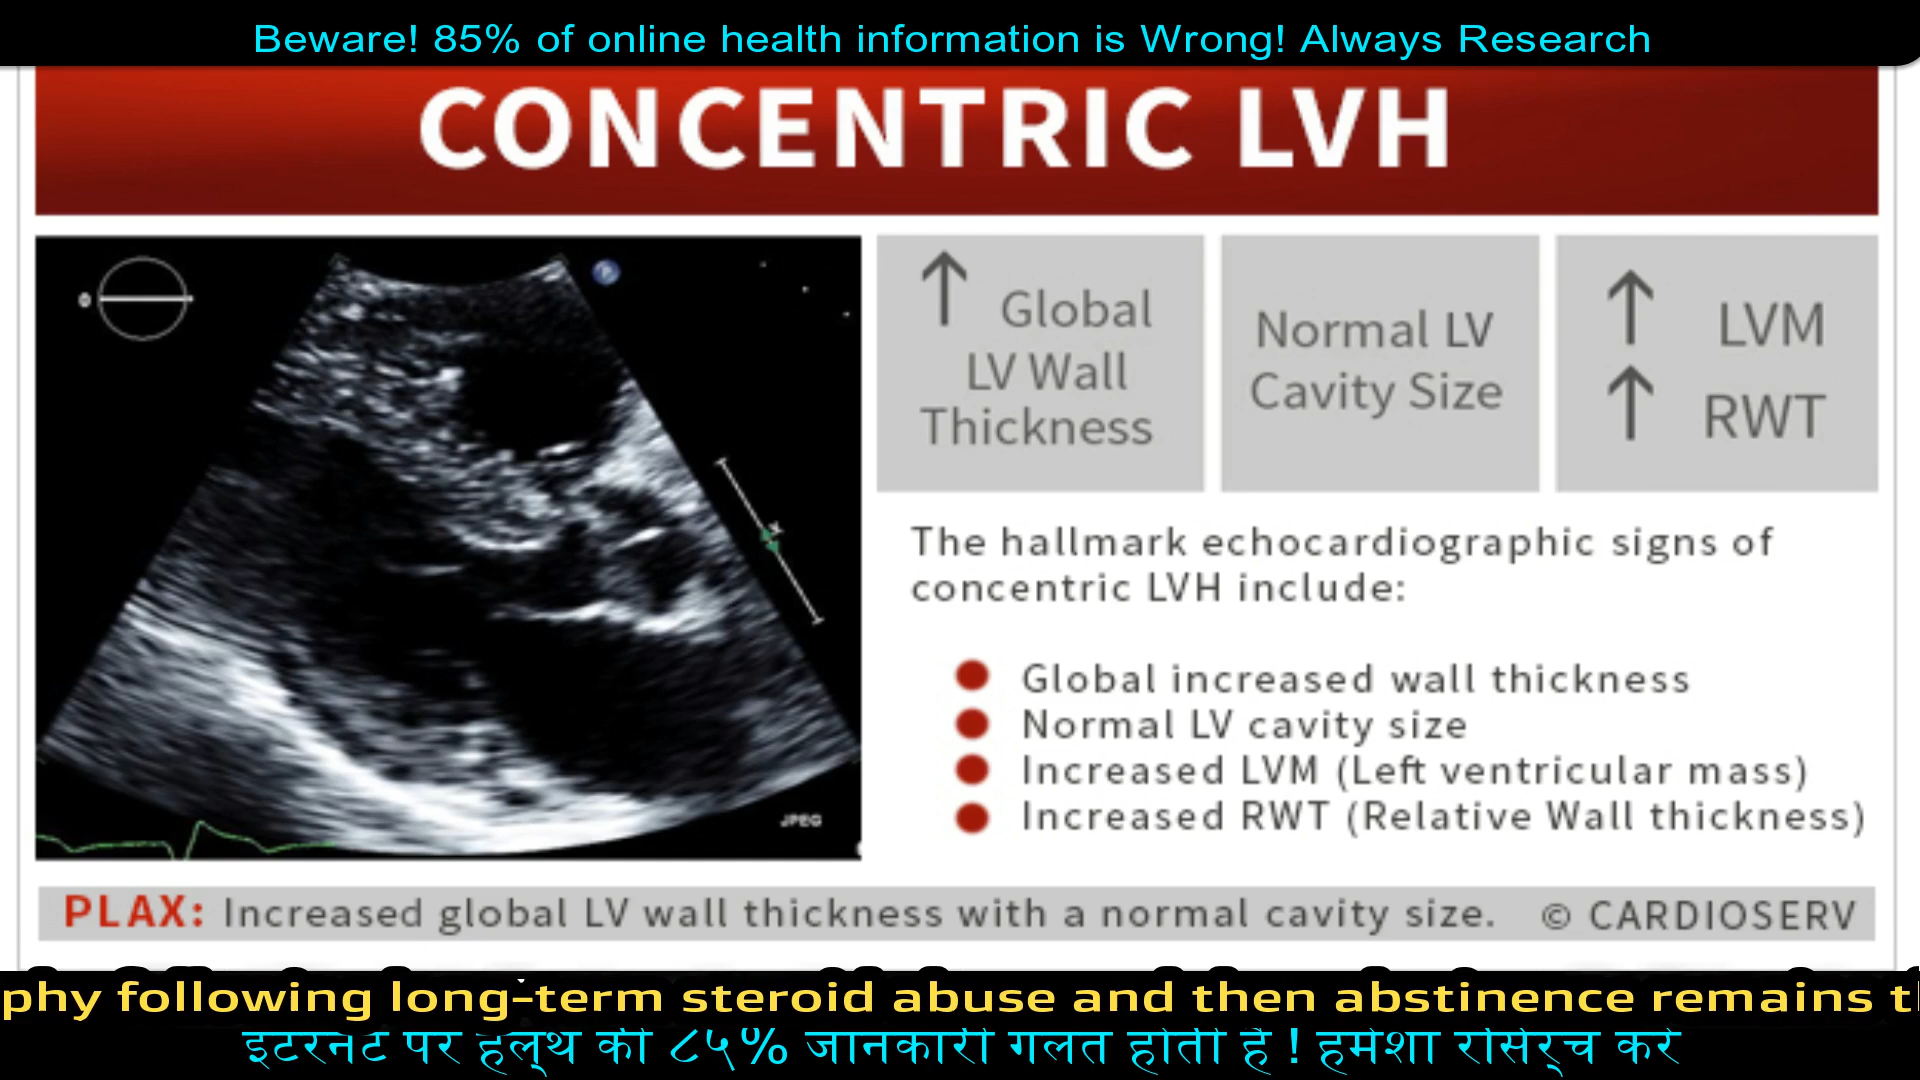 Beware! 85% of online health information is Wrong! Always Research
CONCENTRIC LVH
↑ Global
LV Wall
Thickness
Normal LV
Cavity Size
↑ LVM
↑ RWT
The hallmark echocardiographic signs of
concentric LVH include:
Global increased wall thickness
Normal LV cavity size
Increased LVM (Left ventricular mass)
Increased RWT (Relative Wall thickness)
JPEG
PLAX: Increased global LV wall thickness with a normal cavity size. © CARDIOSERV
phy following long-term steroid abuse and then abstinence remains
इंटरनेट पर हेल्थ की ८५% जानकारी गलत होती है ! हमेशा रिसर्च करें